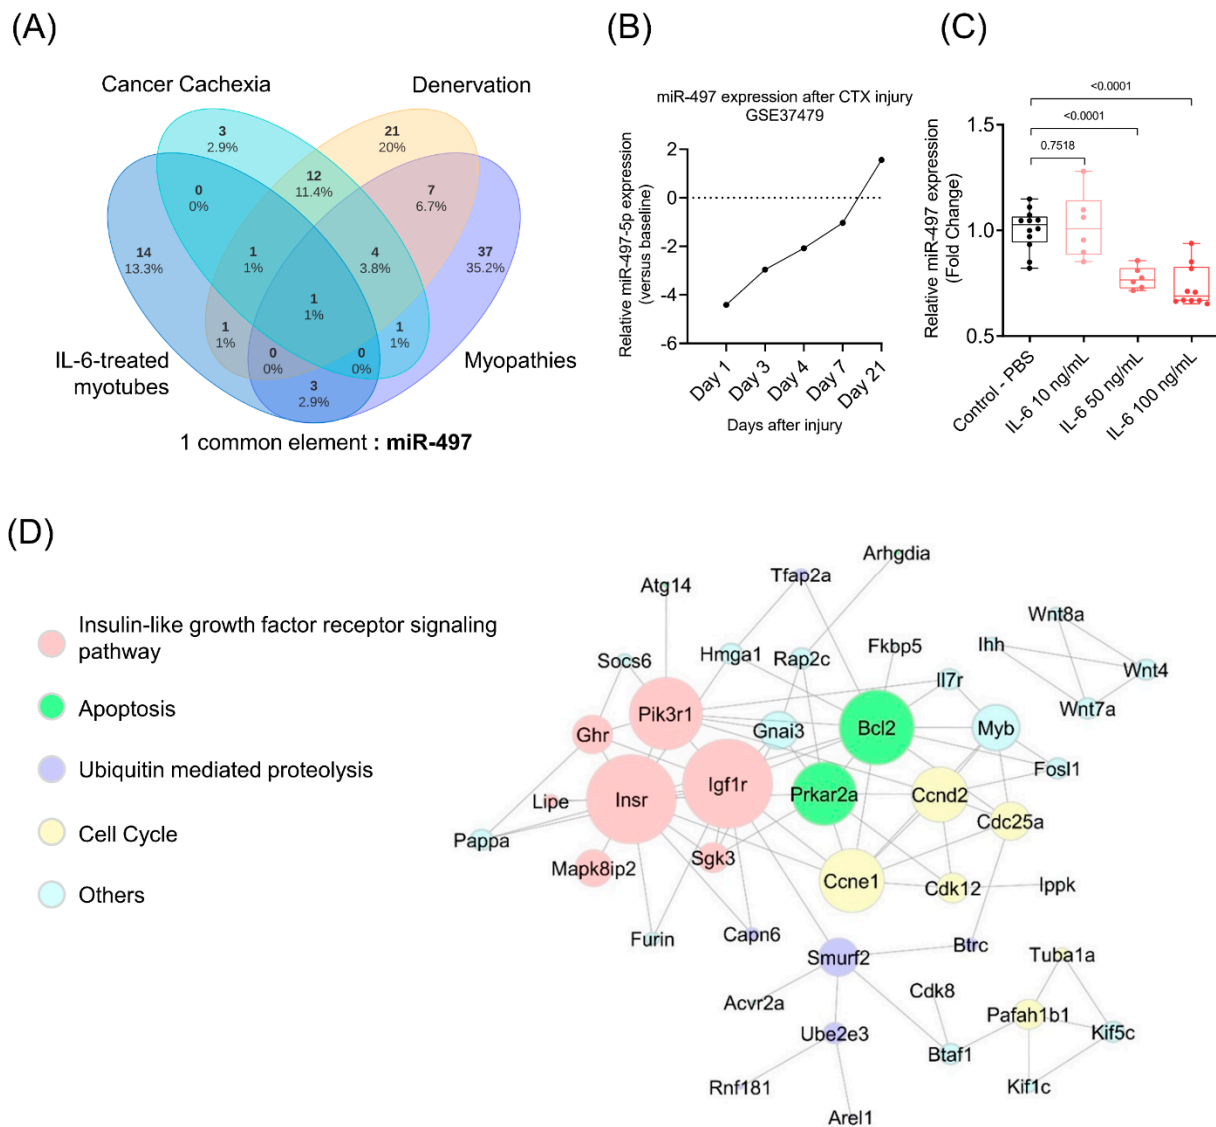 (A)
Cancer Cachexia
Denervation
3
2.9%
21
20%
0
0%
12
11.4%
7
6.7%
14
13.3%
1
1%
4
3.8%
37
35.2%
1
1%
1
1%
1
1%
0
0%
0
0%
3
2.9%
IL-6-treated
myotubes
Myopathies
1 common element : miR-497
(B)
miR-497 expression after CTX injury
GSE37479
Relative miR-497-5p expression
(versus baseline)
2
0
-2
-4
-6
Day 1
Day 3
Day 4
Day 7
Day 21
Days after injury
(C)
<0.0001
<0.0001
0.7518
Relative miR-497 expression
(Fold Change)
1.5
1.0
0.5
Control - PBS
IL-6 10 ng/mL
IL-6 50 ng/mL
IL-6 100 ng/mL
(D)
Insulin-like growth factor receptor signaling
pathway
Apoptosis
Ubiquitin mediated proteolysis
Cell Cycle
Others
Arhgdia
Atg14
Tfap2a
Wnt8a
Socs6
Hmga1
Rap2c
Fkbp5
Ihh
Il7r
Wnt4
Wnt7a
Pik3r1
Ghr
Gnai3
Bcl2
Myb
Fosl1
Lipe
Insr
Igf1r
Prkar2a
Ccnd2
Cdc25a
Pappa
Mapk8ip2
Sgk3
Ccne1
Cdk12
Ippk
Furin
Capn6
Smurf2
Btrc
Tuba1a
Acvr2a
Cdk8
Pafah1b1
Ube2e3
Btaf1
Kif5c
Rnf181
Kif1c
Arel1